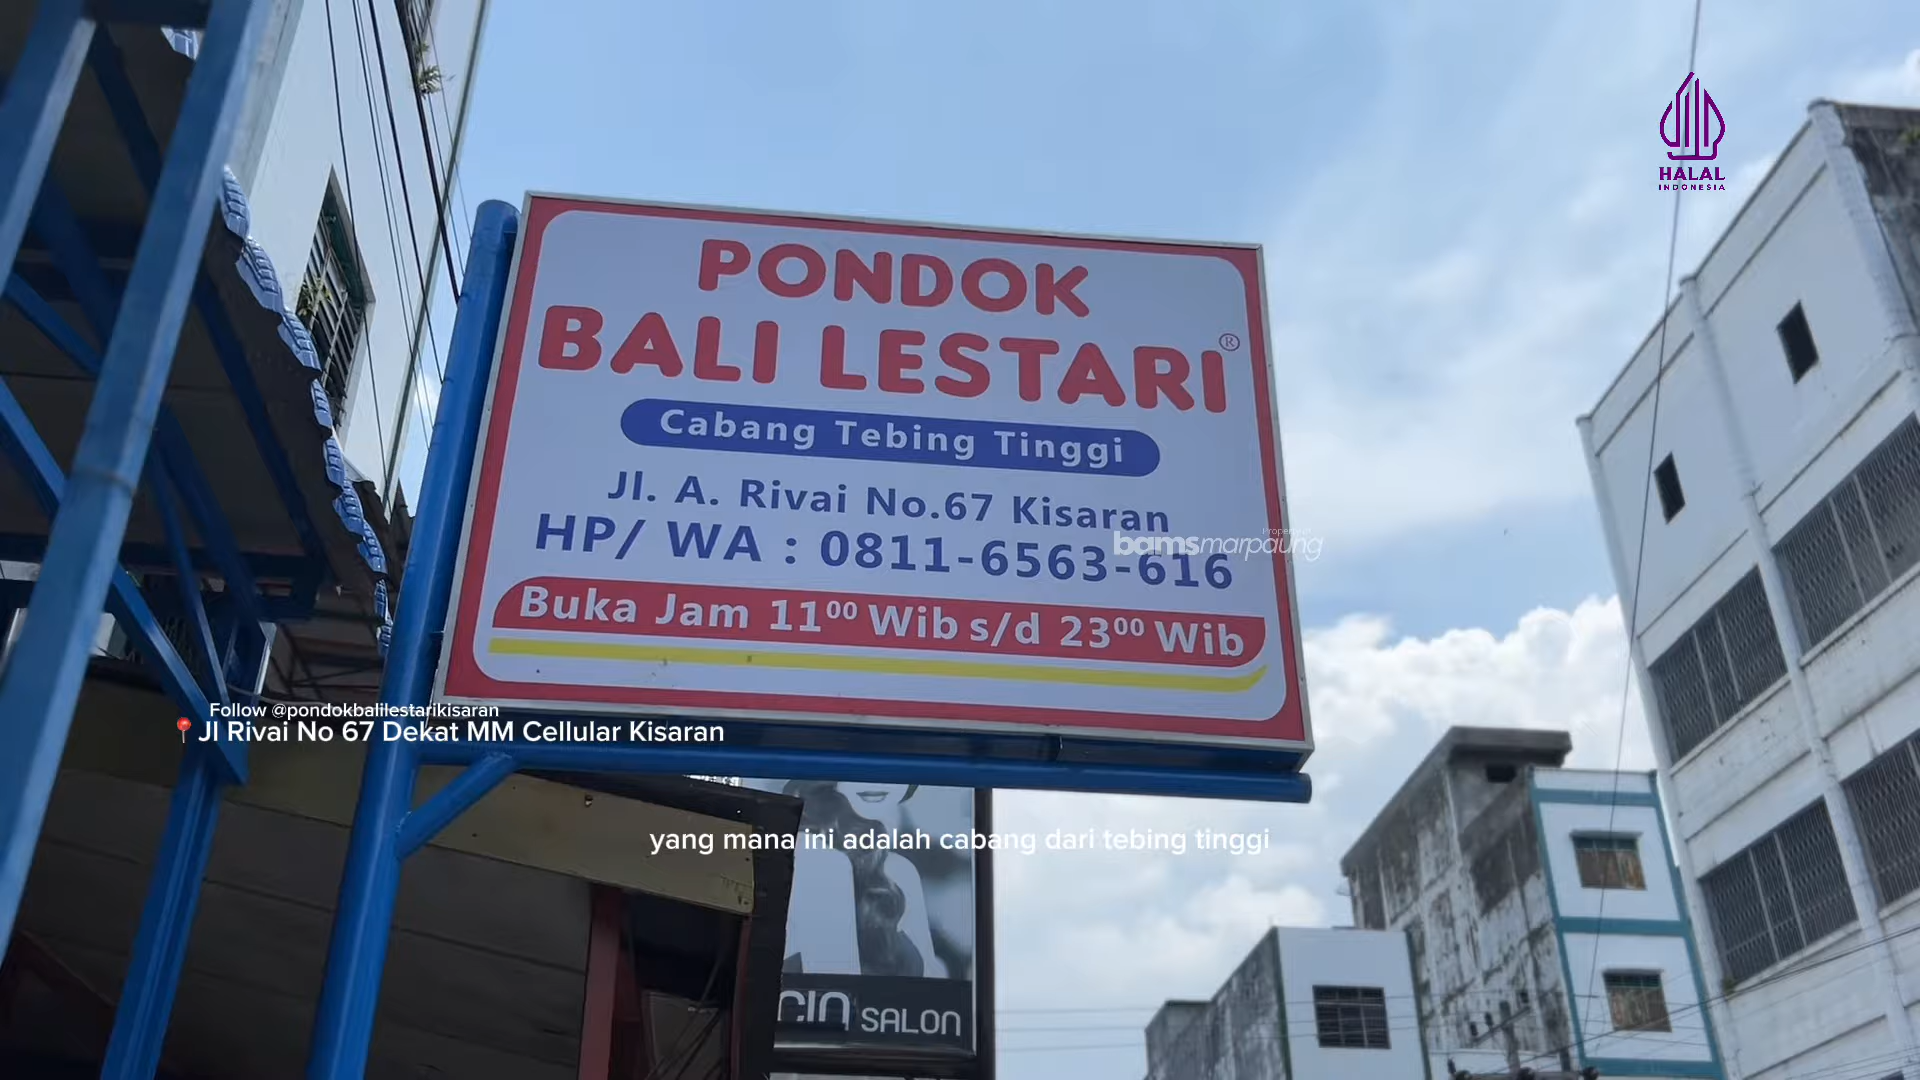 HALAL
INDONESIA
PONDOK
BALI LESTARI®
Cabang Tebing Tinggi
Jl. A. Rivai No.67 Kisaran
HP/ WA : 0811-6563-616
Property of
bamsmarpaung
Buka Jam 11⁰⁰ Wib s/d 23⁰⁰ Wib
Follow @pondokbalilestarikisaran
📍Jl Rivai No 67 Dekat MM Cellular Kisaran
yang mana ini adalah cabang dari tebing tinggi
SALON